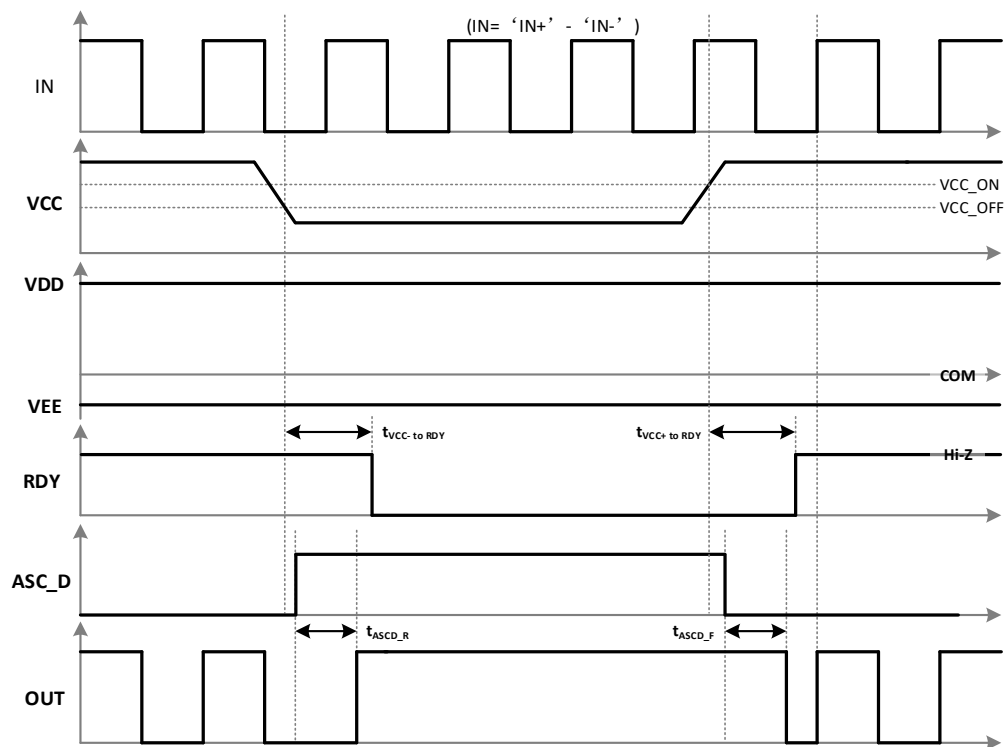 (IN= ‘IN+’ - ‘IN-’ )
IN
VCC
VCC_ON
VCC_OFF
VDD
COM
VEE
tVCC- to RDY
tVCC+ to RDY
RDY
Hi-Z
ASC_D
tASCD_R
tASCD_F
OUT